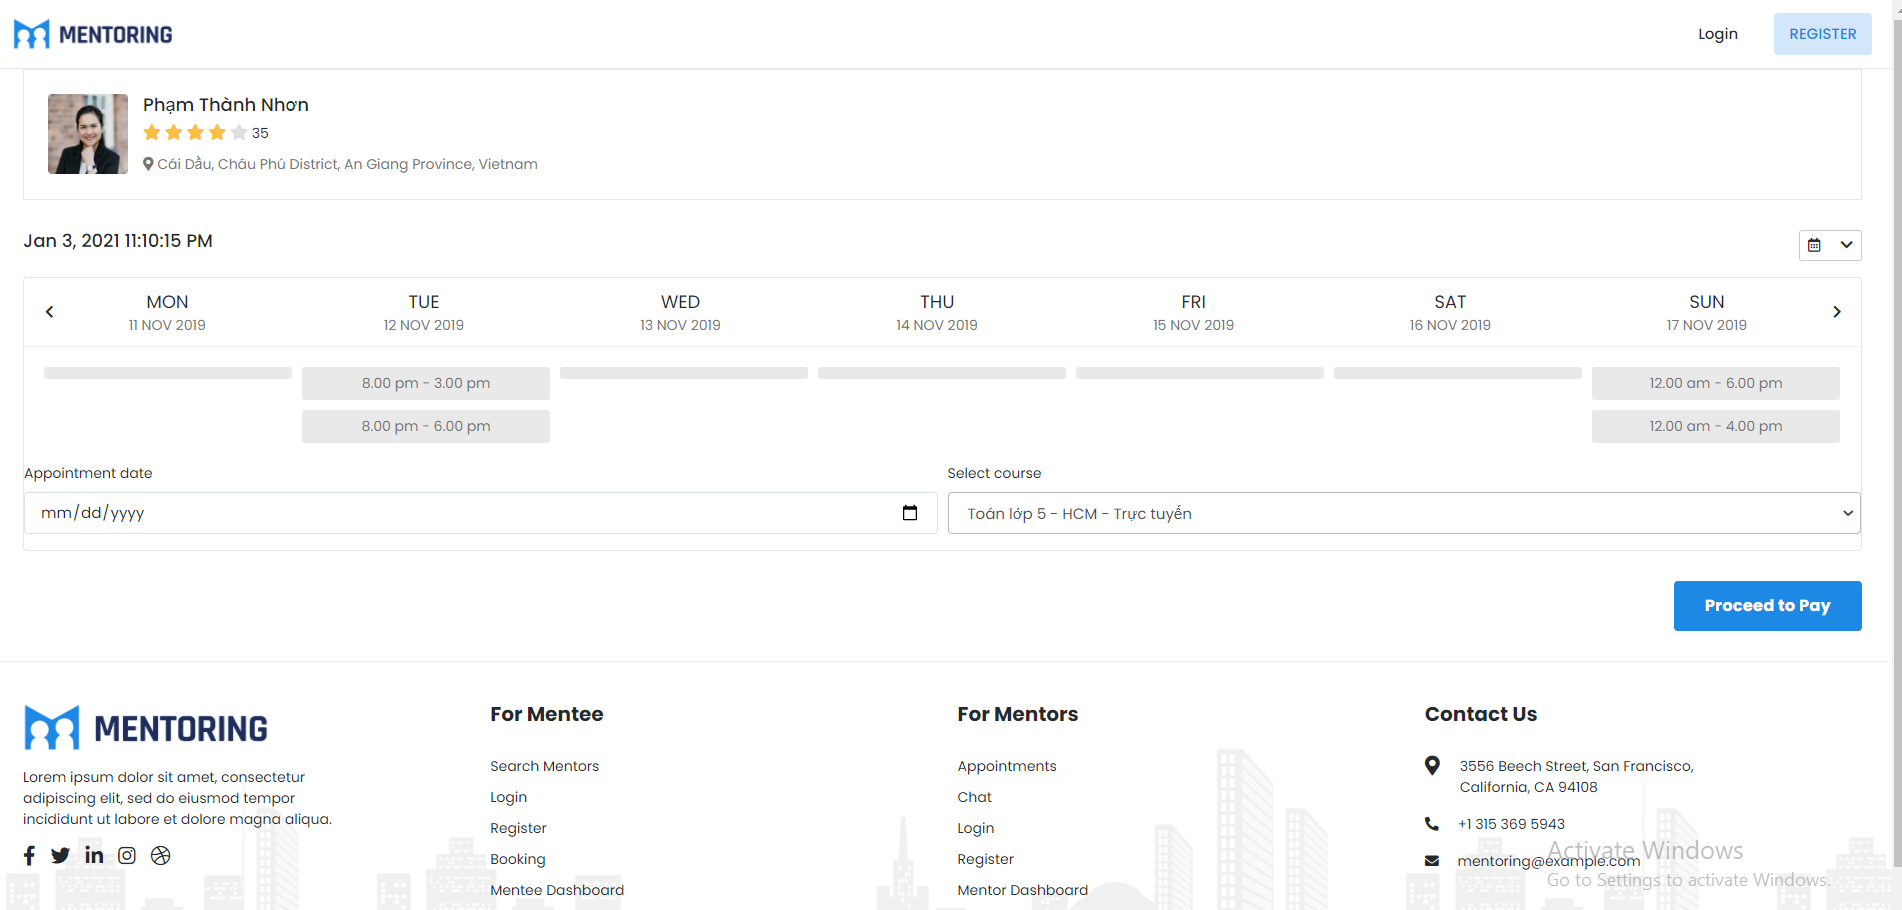 MENTORING
Login
REGISTER
Phạm Thành Nhơn
35
Cái Dầu, Châu Phú District, An Giang Province, Vietnam
Jan 3, 2021 11:10:15 PM
MON TUE WED THU FRI SAT SUN
11 NOV 2019 12 NOV 2019 13 NOV 2019 14 NOV 2019 15 NOV 2019 16 NOV 2019 17 NOV 2019
8.00 pm - 3.00 pm 12.00 am - 6.00 pm
8.00 pm - 6.00 pm 12.00 am - 4.00 pm
Appointment date
mm/dd/yyyy
Select course
Toán lớp 5 - HCM - Trực tuyến
Proceed to Pay
MENTORING
Lorem ipsum dolor sit amet, consectetur
adipiscing elit, sed do eiusmod tempor
incididunt ut labore et dolore magna aliqua.
For Mentee
Search Mentors
Login
Register
Booking
Mentee Dashboard
For Mentors
Appointments
Chat
Login
Register
Mentor Dashboard
Contact Us
3556 Beech Street, San Francisco,
California, CA 94108
+1 315 369 5943
mentoring@example.com
Activate Windows
Go to Settings to activate Windows.